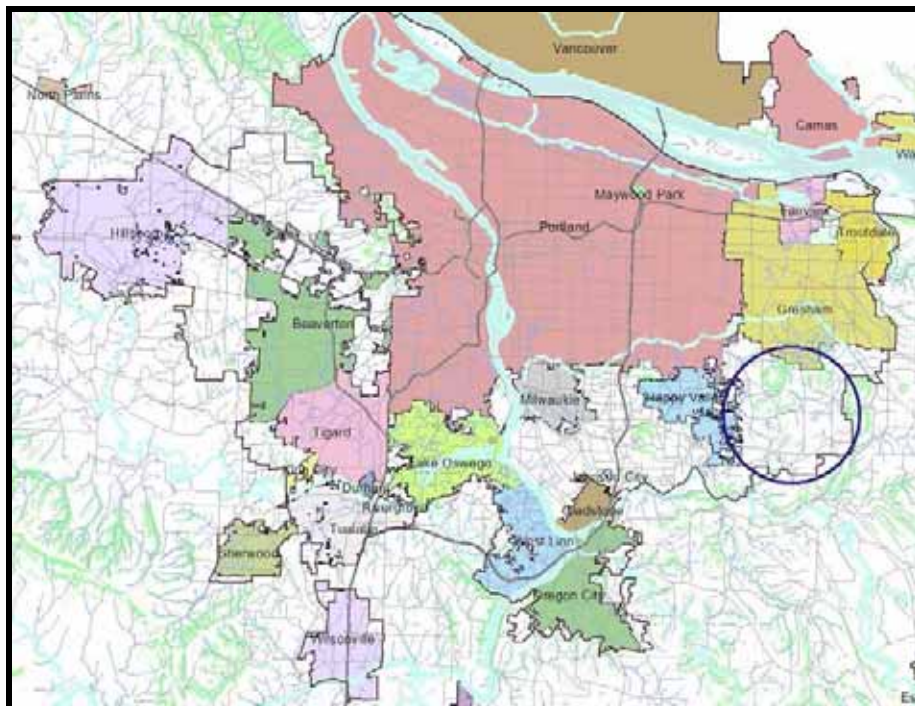 Vancouver
North Plains
Camas
Maywood Park
Fairview
Hillsboro
Portland
Troutdale
Gresham
Beaverton
Milwaukie
Happy Valley
Tigard
Lake Oswego
City
Durham
Rivergrove
Gladstone
Tualatin
West Linn
Sherwood
Oregon City
Wilsonville